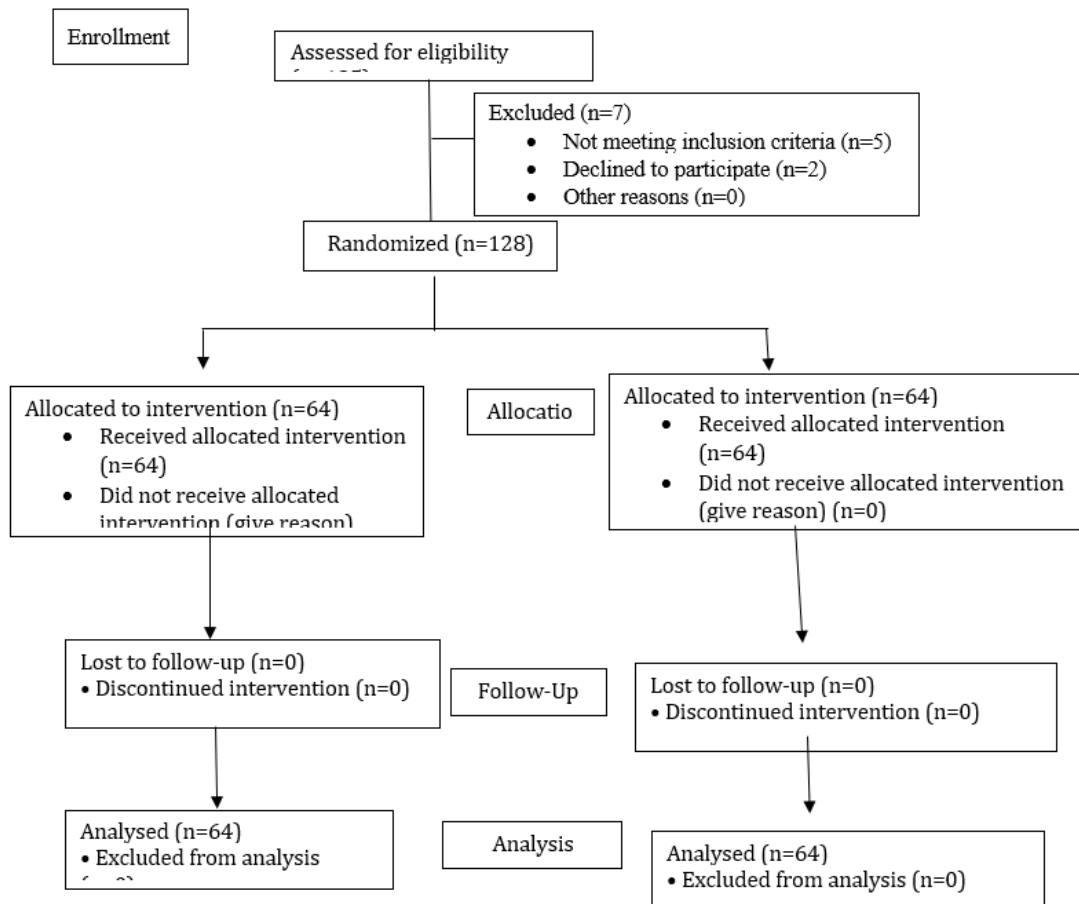 Enrollment
Assessed for eligibility
Excluded (n=7)
• Not meeting inclusion criteria (n=5)
• Declined to participate (n=2)
• Other reasons (n=0)
Randomized (n=128)
Allocated to intervention (n=64)
• Received allocated intervention
(n=64)
• Did not receive allocated
intervention (give reason)
Allocatio
Allocated to intervention (n=64)
• Received allocated intervention
(n=64)
• Did not receive allocated intervention
(give reason) (n=0)
Lost to follow-up (n=0)
• Discontinued intervention (n=0)
Follow-Up
Lost to follow-up (n=0)
• Discontinued intervention (n=0)
Analysed (n=64)
• Excluded from analysis
Analysis
Analysed (n=64)
• Excluded from analysis (n=0)